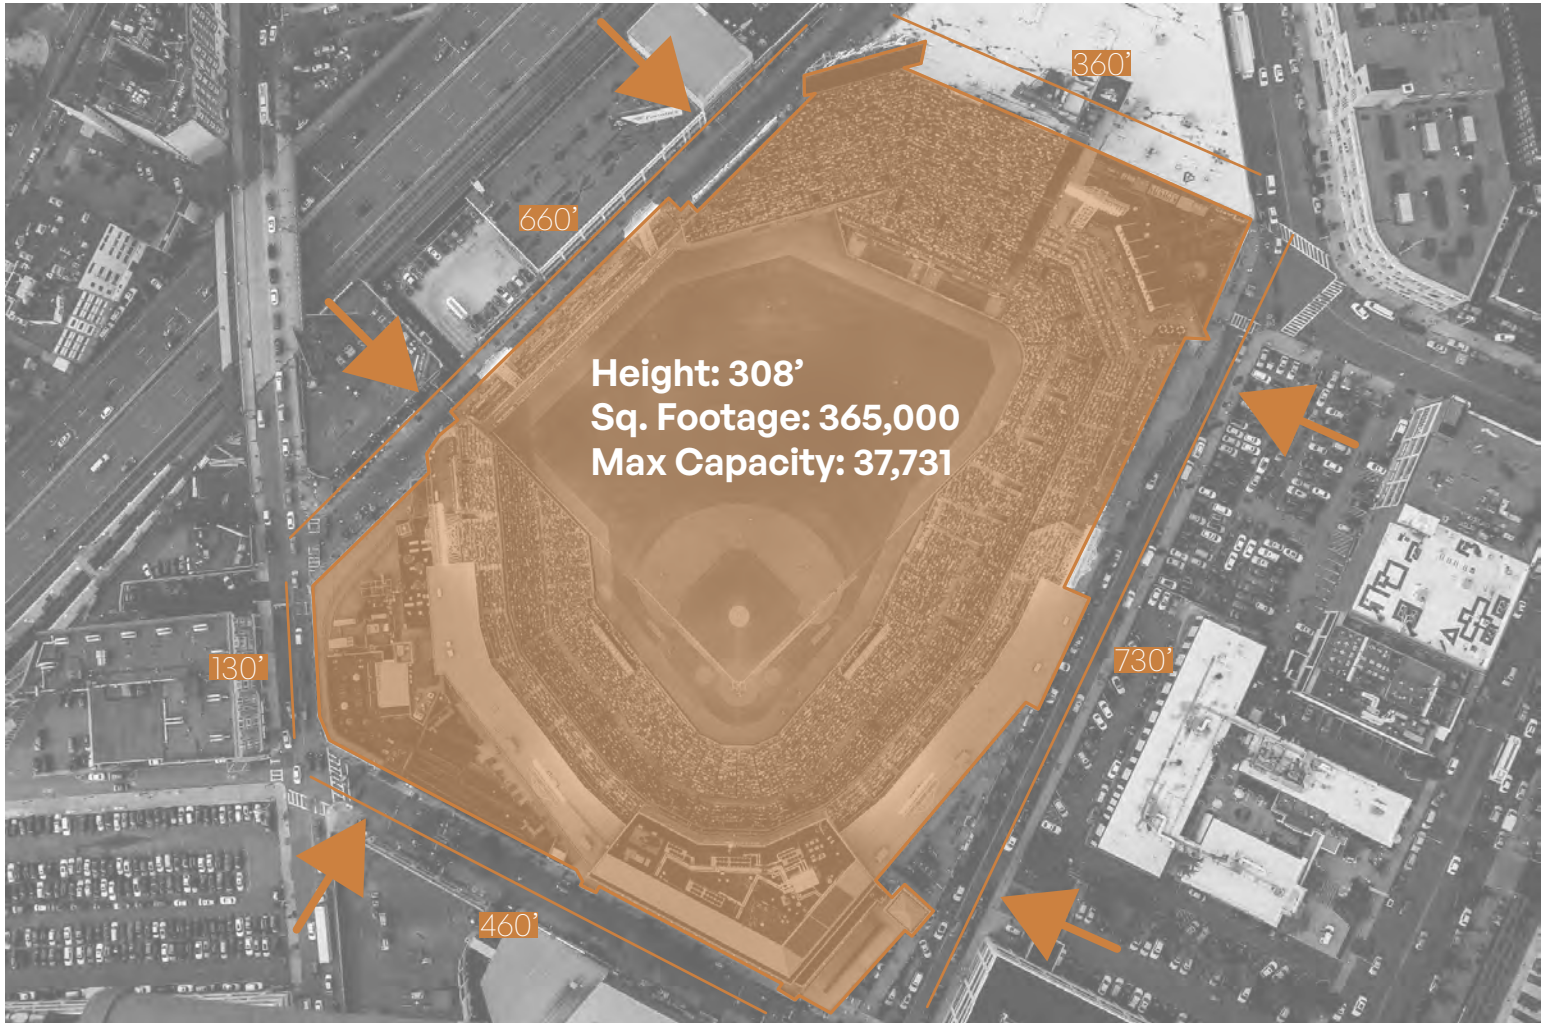 360’
660’
Height: 308’
Sq. Footage: 365,000
Max Capacity: 37,731
130’
730’
460’